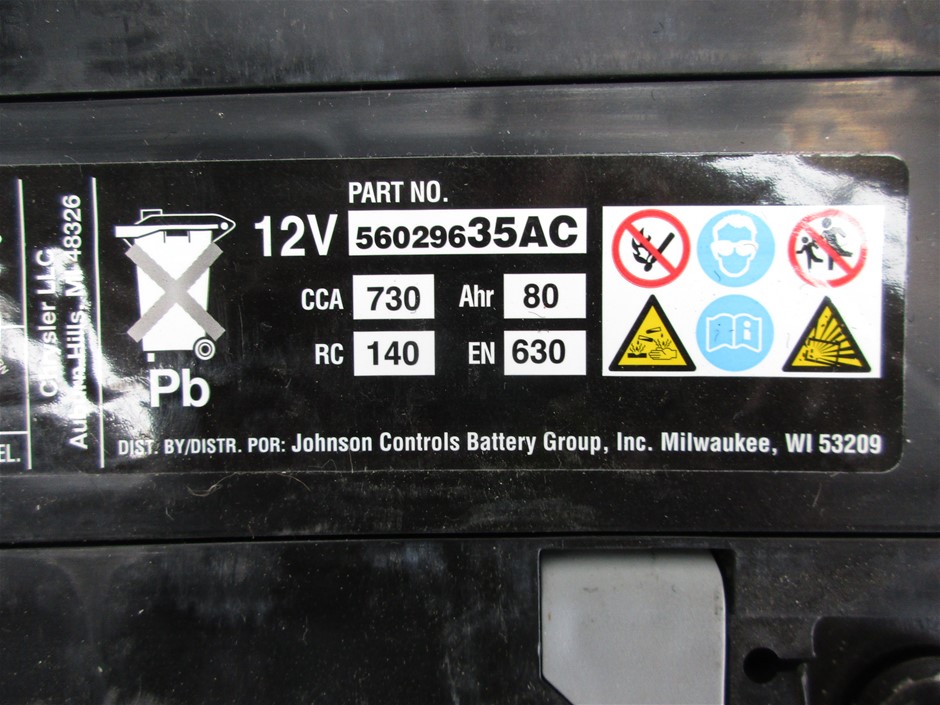 Chrysler LLC
Auburn Hills, MI 48326
PART NO.
12V 56029635AC
CCA 730 Ahr 80
RC 140 EN 630
Pb
DIST. BY/DISTR. POR: Johnson Controls Battery Group, Inc. Milwaukee, WI 53209
EL.